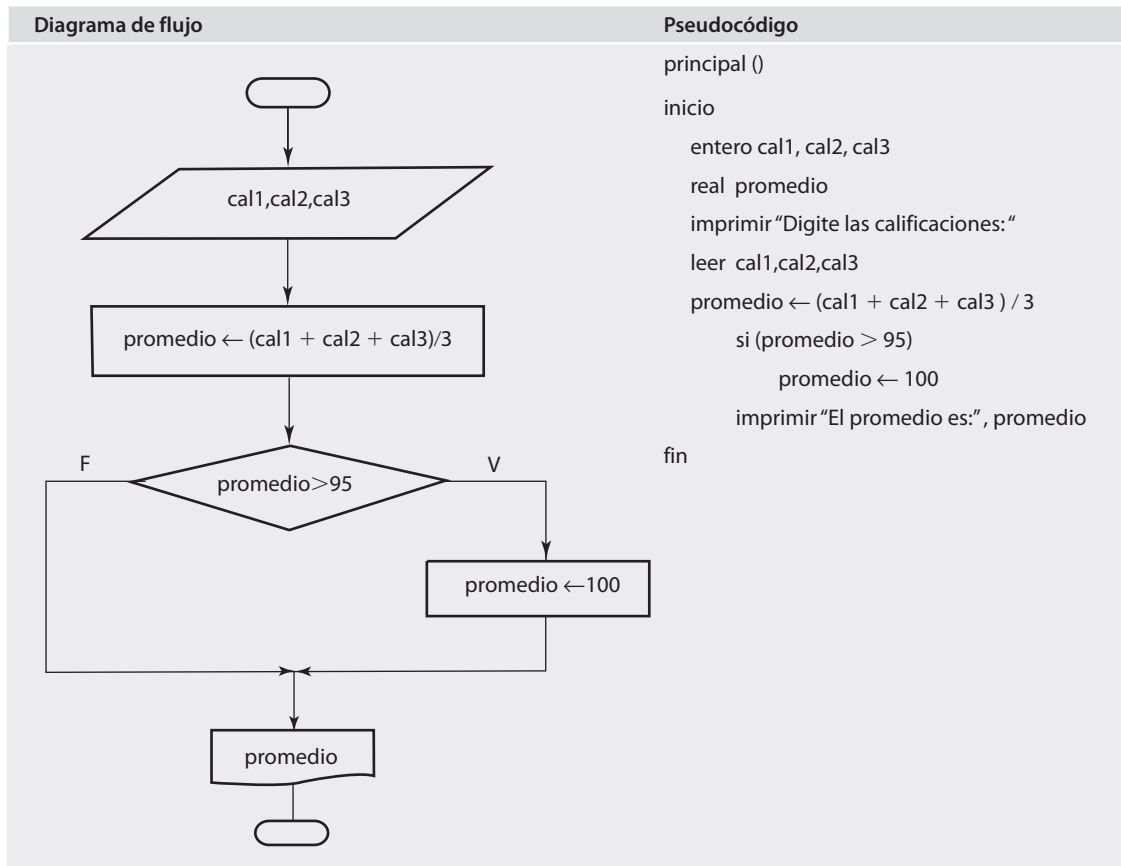 Diagrama de flujo
cal1,cal2,cal3
promedio ← (cal1 + cal2 + cal3)/3
F
V
promedio>95
promedio ←100
promedio
Pseudocódigo
principal ()
inicio
entero cal1, cal2, cal3
real promedio
imprimir “Digite las calificaciones: “
leer cal1,cal2,cal3
promedio ← (cal1 + cal2 + cal3 ) / 3
si (promedio > 95)
promedio ← 100
imprimir “El promedio es:” , promedio
fin